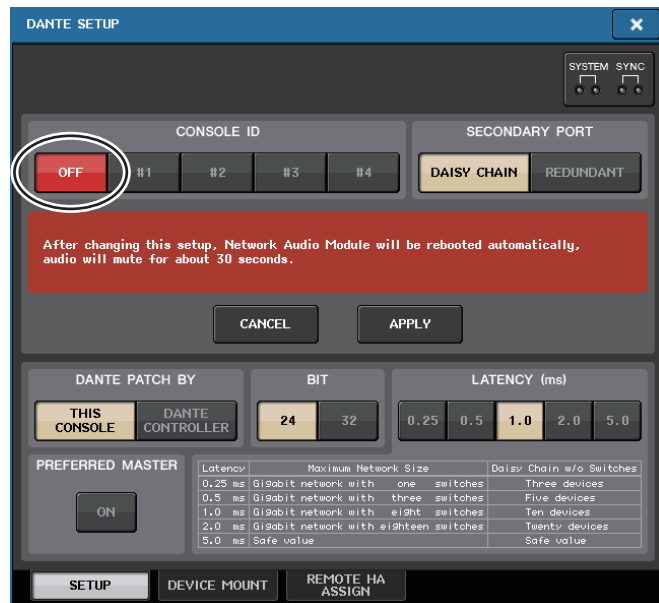 DANTE SETUP
SYSTEM SYNC
CONSOLE ID
SECONDARY PORT
OFF #1 #2 #3 #4
DAISY CHAIN REDUNDANT
After changing this setup, Network Audio Module will be rebooted automatically,
audio will mute for about 30 seconds.
CANCEL APPLY
DANTE PATCH BY
BIT
LATENCY (ms)
THIS CONSOLE
DANTE CONTROLLER
24 32
0.25 0.5 1.0 2.0 5.0
PREFERRED MASTER
ON
Latency Maximum Network Size Daisy Chain w/o Switches
0.25 ms Gigabit network with one switches Three devices
0.5 ms Gigabit network with three switches Five devices
1.0 ms Gigabit network with eight switches Ten devices
2.0 ms Gigabit network with eighteen switches Twenty devices
5.0 ms Safe value Safe value
SETUP
DEVICE MOUNT
REMOTE HA ASSIGN